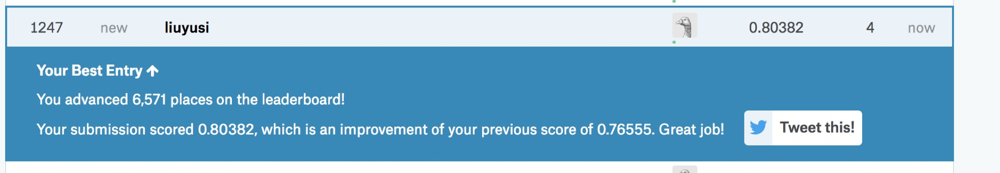 1247 new liuyusi 0.80382 4 now
Your Best Entry
You advanced 6,571 places on the leaderboard!
Your submission scored 0.80382, which is an improvement of your previous score of 0.76555. Great job!
Tweet this!